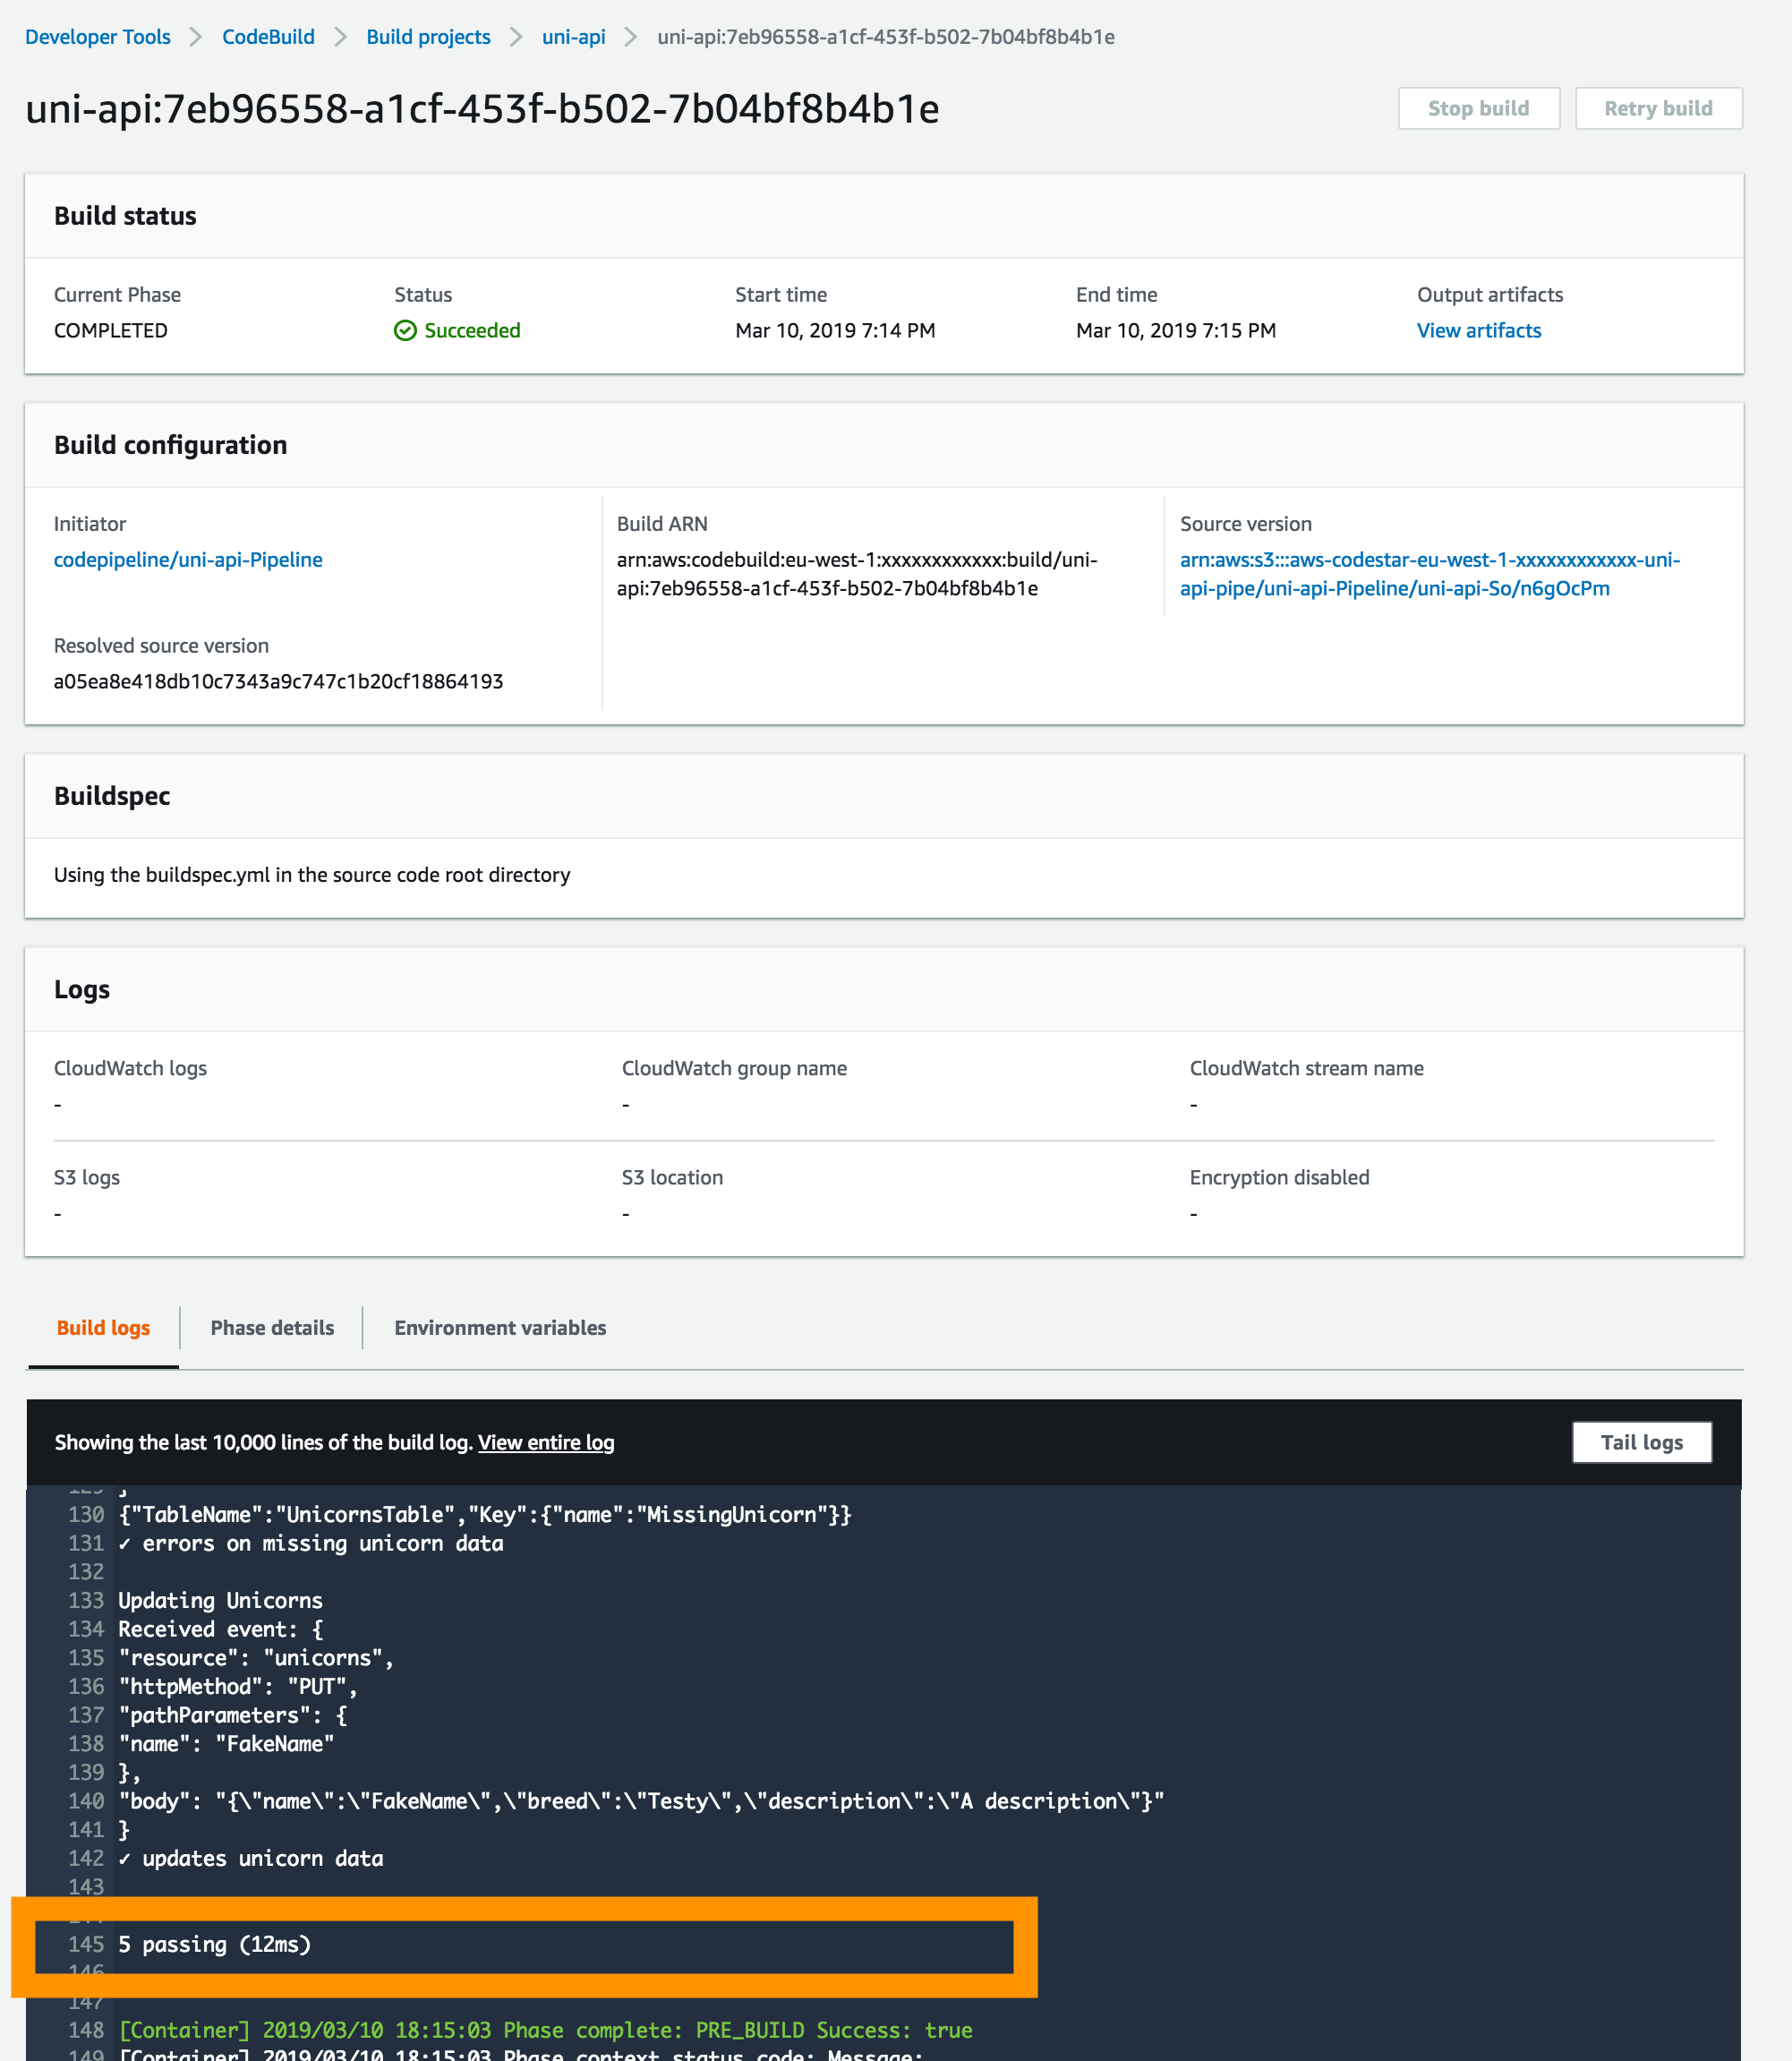 Developer Tools > CodeBuild > Build projects > uni-api > uni-api:7eb96558-a1cf-453f-b502-7b04bf8b4b1e
uni-api:7eb96558-a1cf-453f-b502-7b04bf8b4b1e
Stop build
Retry build
Build status
Current Phase
COMPLETED
Status
Succeeded
Start time
Mar 10, 2019 7:14 PM
End time
Mar 10, 2019 7:15 PM
Output artifacts
View artifacts
Build configuration
Initiator
codepipeline/uni-api-Pipeline
Build ARN
arn:aws:codebuild:eu-west-1:xxxxxxxxxxxx:build/uni-
api:7eb96558-a1cf-453f-b502-7b04bf8b4b1e
Source version
arn:aws:s3:::aws-codestar-eu-west-1-xxxxxxxxxxxx-uni-
api-pipe/uni-api-Pipeline/uni-api-So/n6gOcPm
Resolved source version
a05ea8e418db10c7343a9c747c1b20cf18864193
Buildspec
Using the buildspec.yml in the source code root directory
Logs
CloudWatch logs
-
CloudWatch group name
-
CloudWatch stream name
-
S3 logs
-
S3 location
-
Encryption disabled
-
Build logs
Phase details
Environment variables
Showing the last 10,000 lines of the build log. View entire log
Tail logs
129 }
130 {"TableName":"UnicornsTable","Key":{"name":"MissingUnicorn"}}
131 ✓ errors on missing unicorn data
132
133 Updating Unicorns
134 Received event: {
135 "resource": "unicorns",
136 "httpMethod": "PUT",
137 "pathParameters": {
138 "name": "FakeName"
139 },
140 "body": "{\"name\":\"FakeName\",\"breed\":\"Testy\",\"description\":\"A description\"}"
141 }
142 ✓ updates unicorn data
143
145 5 passing (12ms)
146
147
148 [Container] 2019/03/10 18:15:03 Phase complete: PRE_BUILD Success: true
149 [Container] 2019/03/10 18:15:03 Phase context status code: Message: